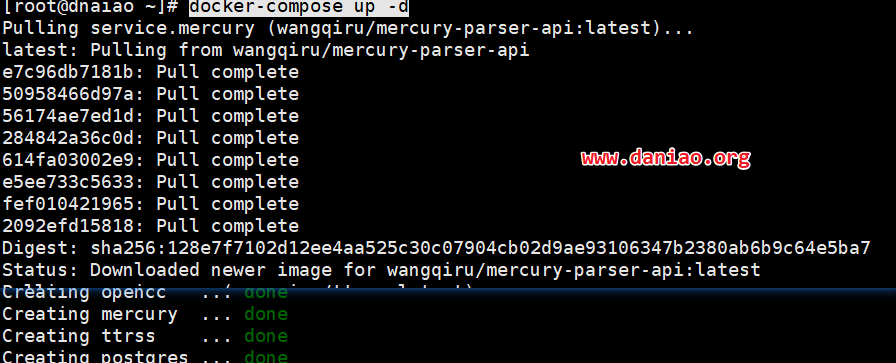 [root@dnaiao ~]# docker-compose up -d
Pulling service.mercury (wangqiru/mercury-parser-api:latest)...
latest: Pulling from wangqiru/mercury-parser-api
e7c96db7181b: Pull complete
50958466d97a: Pull complete
56174ae7ed1d: Pull complete
284842a36c0d: Pull complete
614fa03002e9: Pull complete
www.daniao.org
e5ee733c5633: Pull complete
fef010421965: Pull complete
2092efd15818: Pull complete
Digest: sha256:128e7f7102d12ee4aa525c30c07904cb02d9ae93106347b2380ab6b9c64e5ba7
Status: Downloaded newer image for wangqiru/mercury-parser-api:latest
Creating opencc ... done
Creating mercury ... done
Creating ttrss ... done
Creating postgres ... done